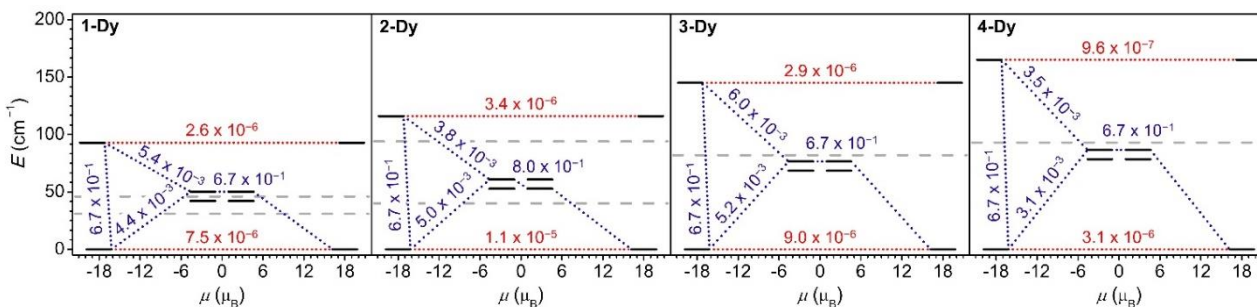 1-Dy
2-Dy
3-Dy
4-Dy
E (cm⁻¹)
200
150
100
50
0
2.6 x 10⁻⁶
5.4 x 10⁻³
6.7 x 10⁻¹
6.7 x 10⁻¹
4.4 x 10⁻³
7.5 x 10⁻⁶
-18 -12 -6 0 6 12 18
μ (μB)
3.4 x 10⁻⁶
3.8 x 10⁻³
8.0 x 10⁻¹
6.7 x 10⁻¹
5.0 x 10⁻³
1.1 x 10⁻⁵
-18 -12 -6 0 6 12 18
μ (μB)
2.9 x 10⁻⁶
6.0 x 10⁻³
6.7 x 10⁻¹
6.7 x 10⁻¹
5.2 x 10⁻³
9.0 x 10⁻⁶
-18 -12 -6 0 6 12 18
μ (μB)
9.6 x 10⁻⁷
3.5 x 10⁻³
6.7 x 10⁻¹
6.7 x 10⁻¹
3.1 x 10⁻³
3.1 x 10⁻⁶
-18 -12 -6 0 6 12 18
μ (μB)